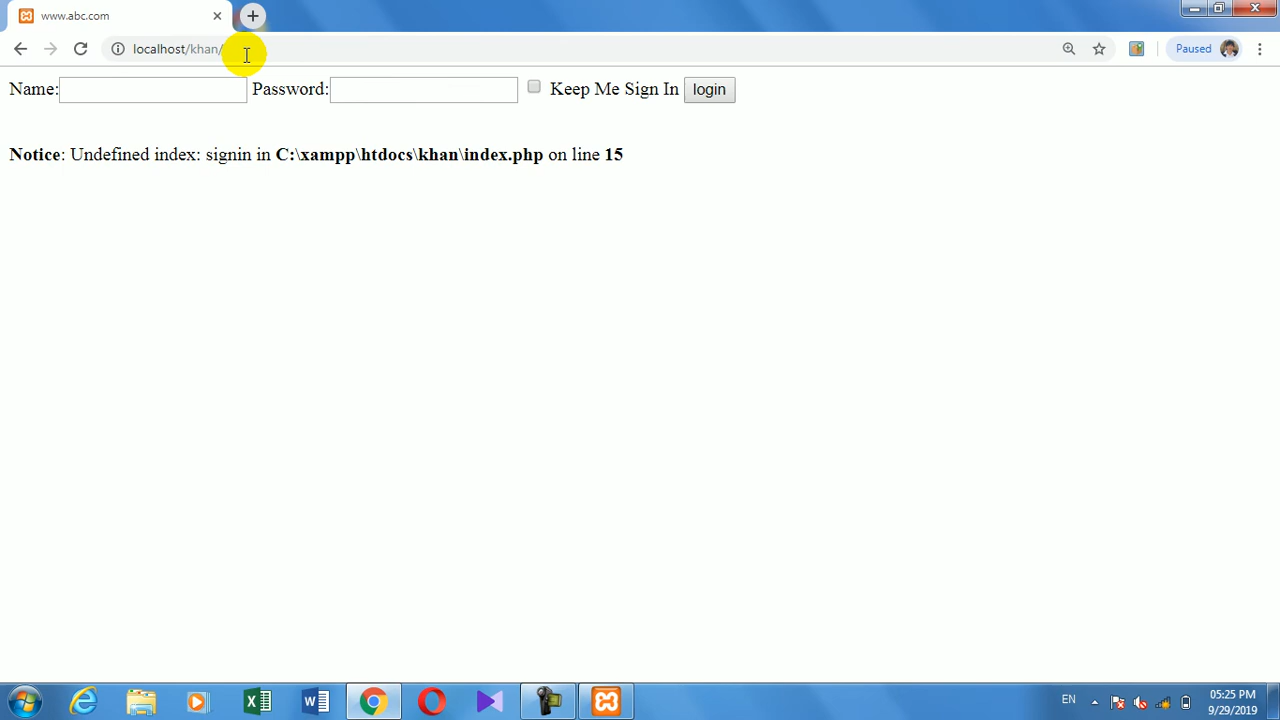 www.abc.com
localhost/khan/
Paused
Name: Password: Keep Me Sign In login
Notice: Undefined index: signin in C:\xampp\htdocs\khan\index.php on line 15
EN
05:25 PM
9/29/2019